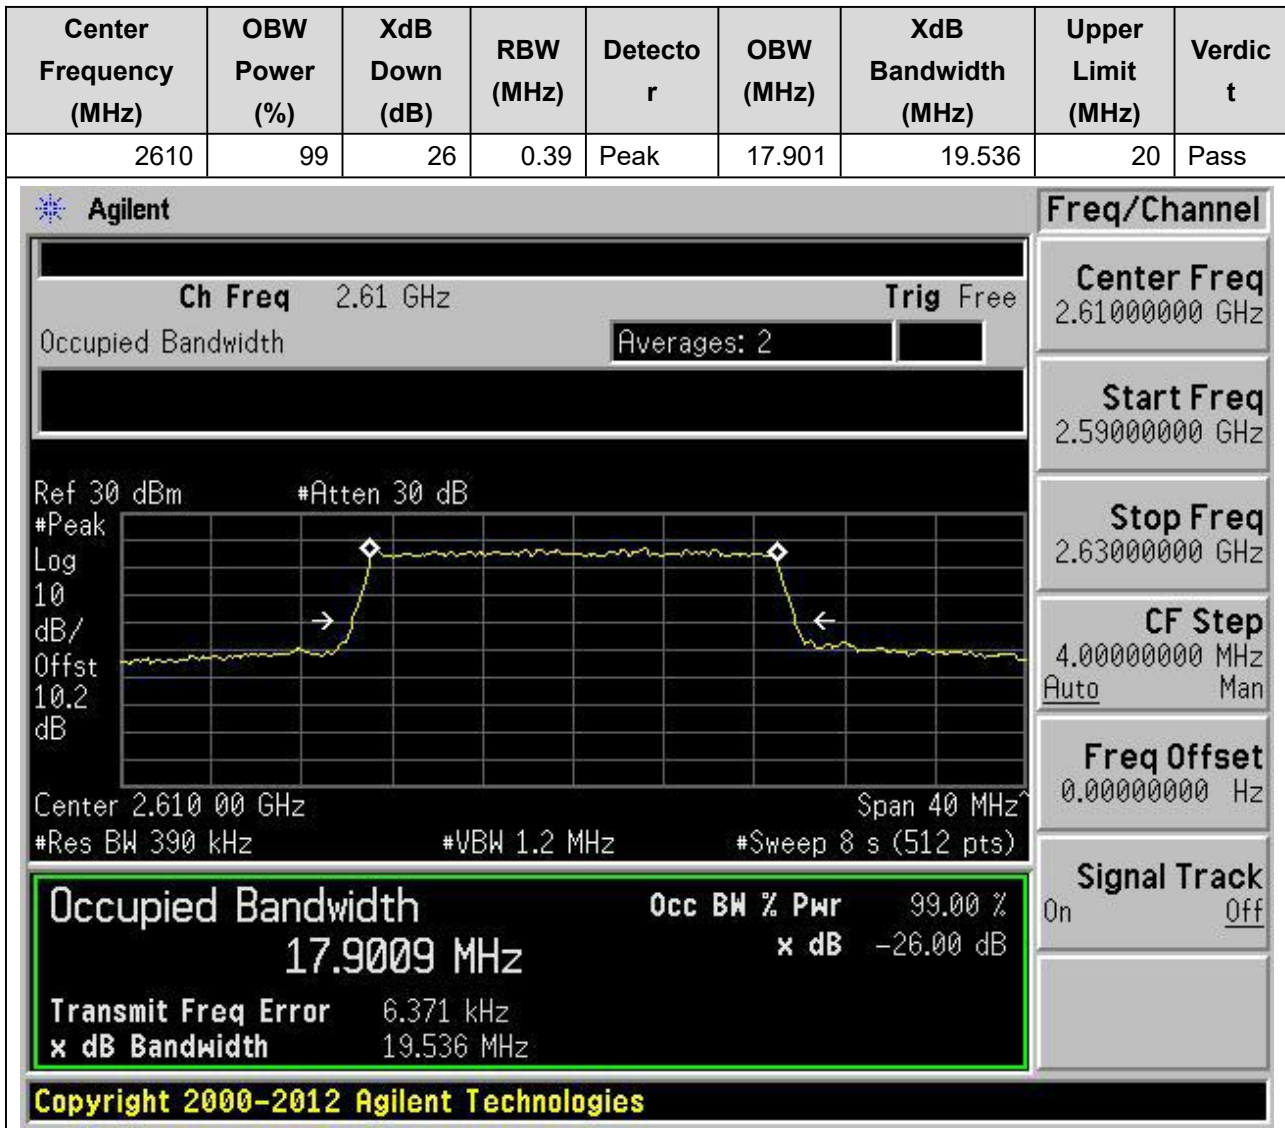 Center Frequency (MHz) OBW Power (%) XdB Down (dB) RBW (MHz) Detecto r OBW (MHz) XdB Bandwidth (MHz) Upper Limit (MHz) Verdic t
2610 99 26 0.39 Peak 17.901 19.536 20 Pass
Agilent
Freq/Channel
Ch Freq 2.61 GHz Trig Free
Occupied Bandwidth Averages: 2
Ref 30 dBm #Atten 30 dB
#Peak
Log
10
dB/
Offst
10.2
dB
Center 2.610 00 GHz Span 40 MHz^
#Res BW 390 kHz #VBW 1.2 MHz #Sweep 8 s (512 pts)
Occupied Bandwidth
17.9009 MHz
Occ BW % Pwr 99.00 %
x dB -26.00 dB
Transmit Freq Error 6.371 kHz
x dB Bandwidth 19.536 MHz
Center Freq
2.61000000 GHz
Start Freq
2.59000000 GHz
Stop Freq
2.63000000 GHz
CF Step
4.00000000 MHz
Auto Man
Freq Offset
0.00000000 Hz
Signal Track
On Off
Copyright 2000-2012 Agilent Technologies